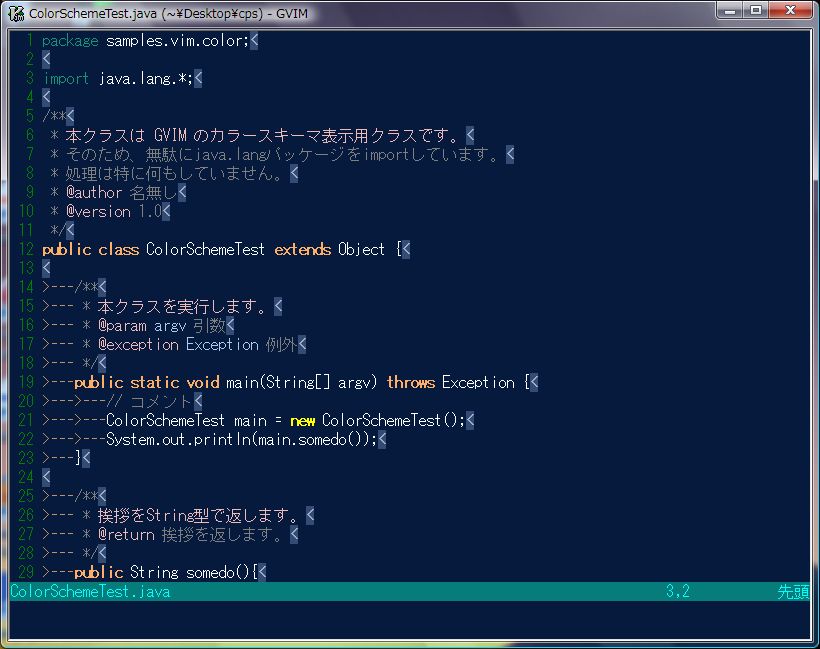 ColorSchemeTest.java (~¥Desktop¥cps) - GVIM
1 package samples.vim.color;<
2 <
3 import java.lang.*;<
4 <
5 /**<
6  * 本クラスは GVIM のカラースキーマ表示用クラスです。<
7  * そのため、無駄にjava.langパッケージをimportしています。<
8  * 処理は特に何もしていません。<
9  * @author 名無し<
10  * @version 1.0<
11  */<
12 public class ColorSchemeTest extends Object {<
13 <
14 >---/**<
15 >--- * 本クラスを実行します。<
16 >--- * @param argv 引数<
17 >--- * @exception Exception 例外<
18 >--- */<
19 >---public static void main(String[] argv) throws Exception {<
20 >--->---// コメント<
21 >--->---ColorSchemeTest main = new ColorSchemeTest();<
22 >--->---System.out.println(main.somedo());<
23 >---}<
24 <
25 >---/**<
26 >--- * 挨拶をString型で返します。<
27 >--- * @return 挨拶を返します。<
28 >--- */<
29 >---public String somedo(){<
ColorSchemeTest.java 3,2 先頭